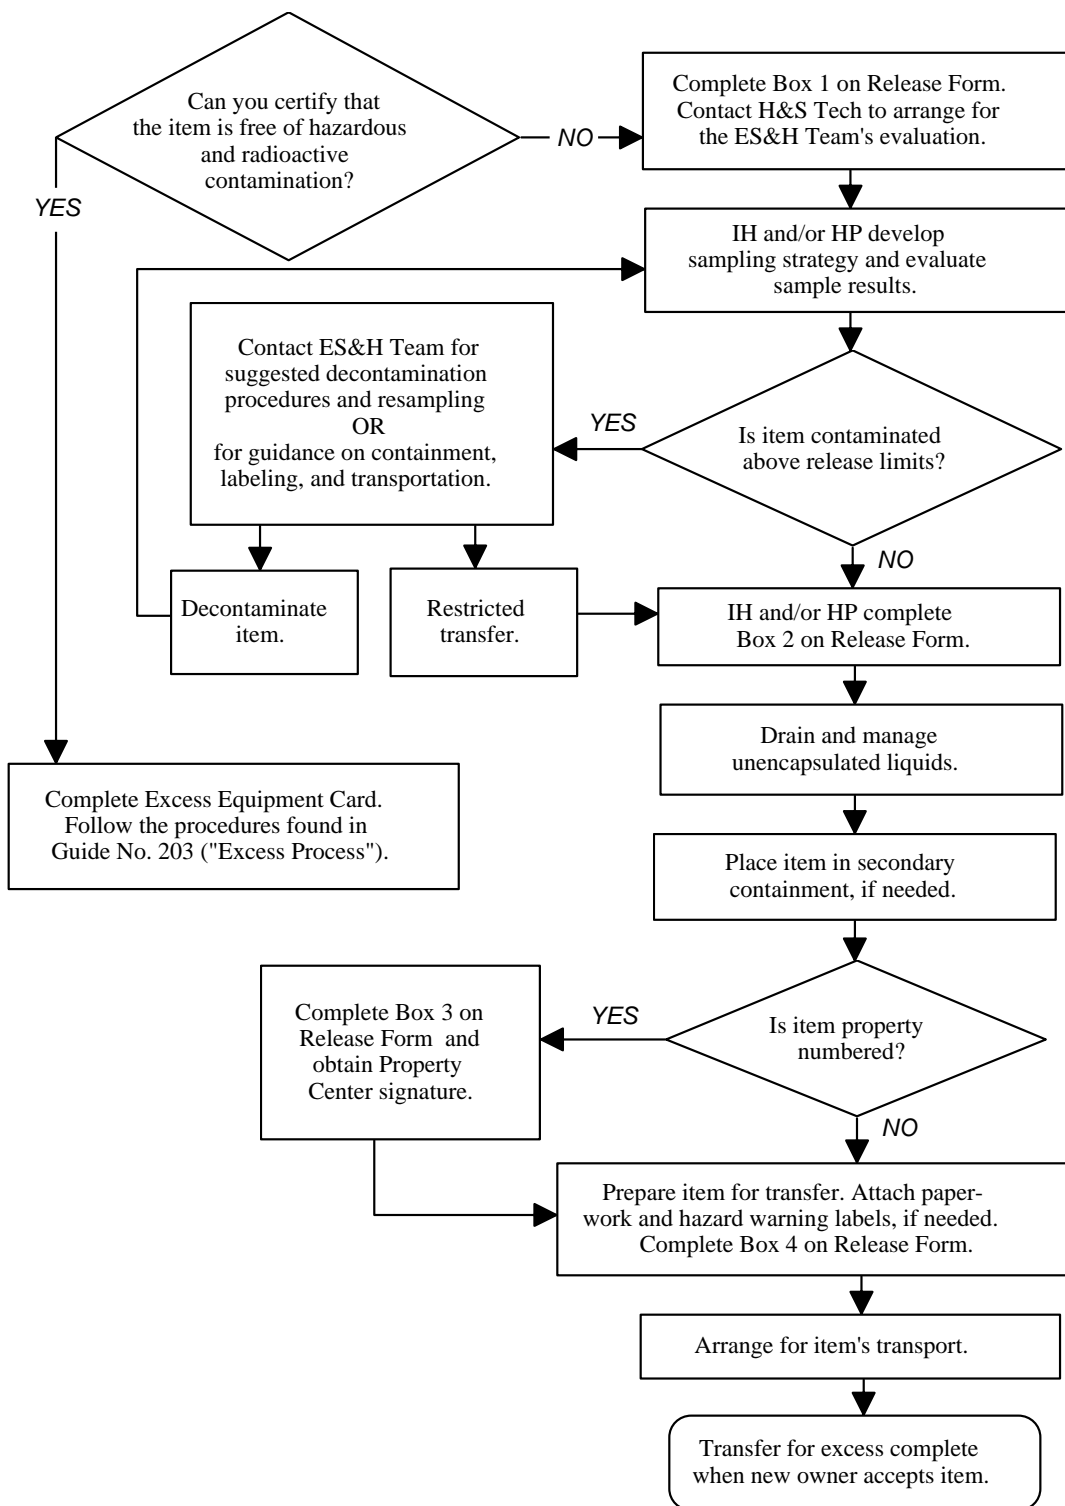 Can you certify that
the item is free of hazardous
and radioactive
contamination?
NO
Complete Box 1 on Release Form.
Contact H&S Tech to arrange for
the ES&H Team's evaluation.
YES
IH and/or HP develop
sampling strategy and evaluate
sample results.
Contact ES&H Team for
suggested decontamination
procedures and resampling
OR
for guidance on containment,
labeling, and transportation.
YES
Is item contaminated
above release limits?
NO
Decontaminate
item.
Restricted
transfer.
IH and/or HP complete
Box 2 on Release Form.
Drain and manage
unencapsulated liquids.
Complete Excess Equipment Card.
Follow the procedures found in
Guide No. 203 ("Excess Process").
Place item in secondary
containment, if needed.
Complete Box 3 on
Release Form and
obtain Property
Center signature.
YES
Is item property
numbered?
NO
Prepare item for transfer. Attach paper-
work and hazard warning labels, if needed.
Complete Box 4 on Release Form.
Arrange for item's transport.
Transfer for excess complete
when new owner accepts item.